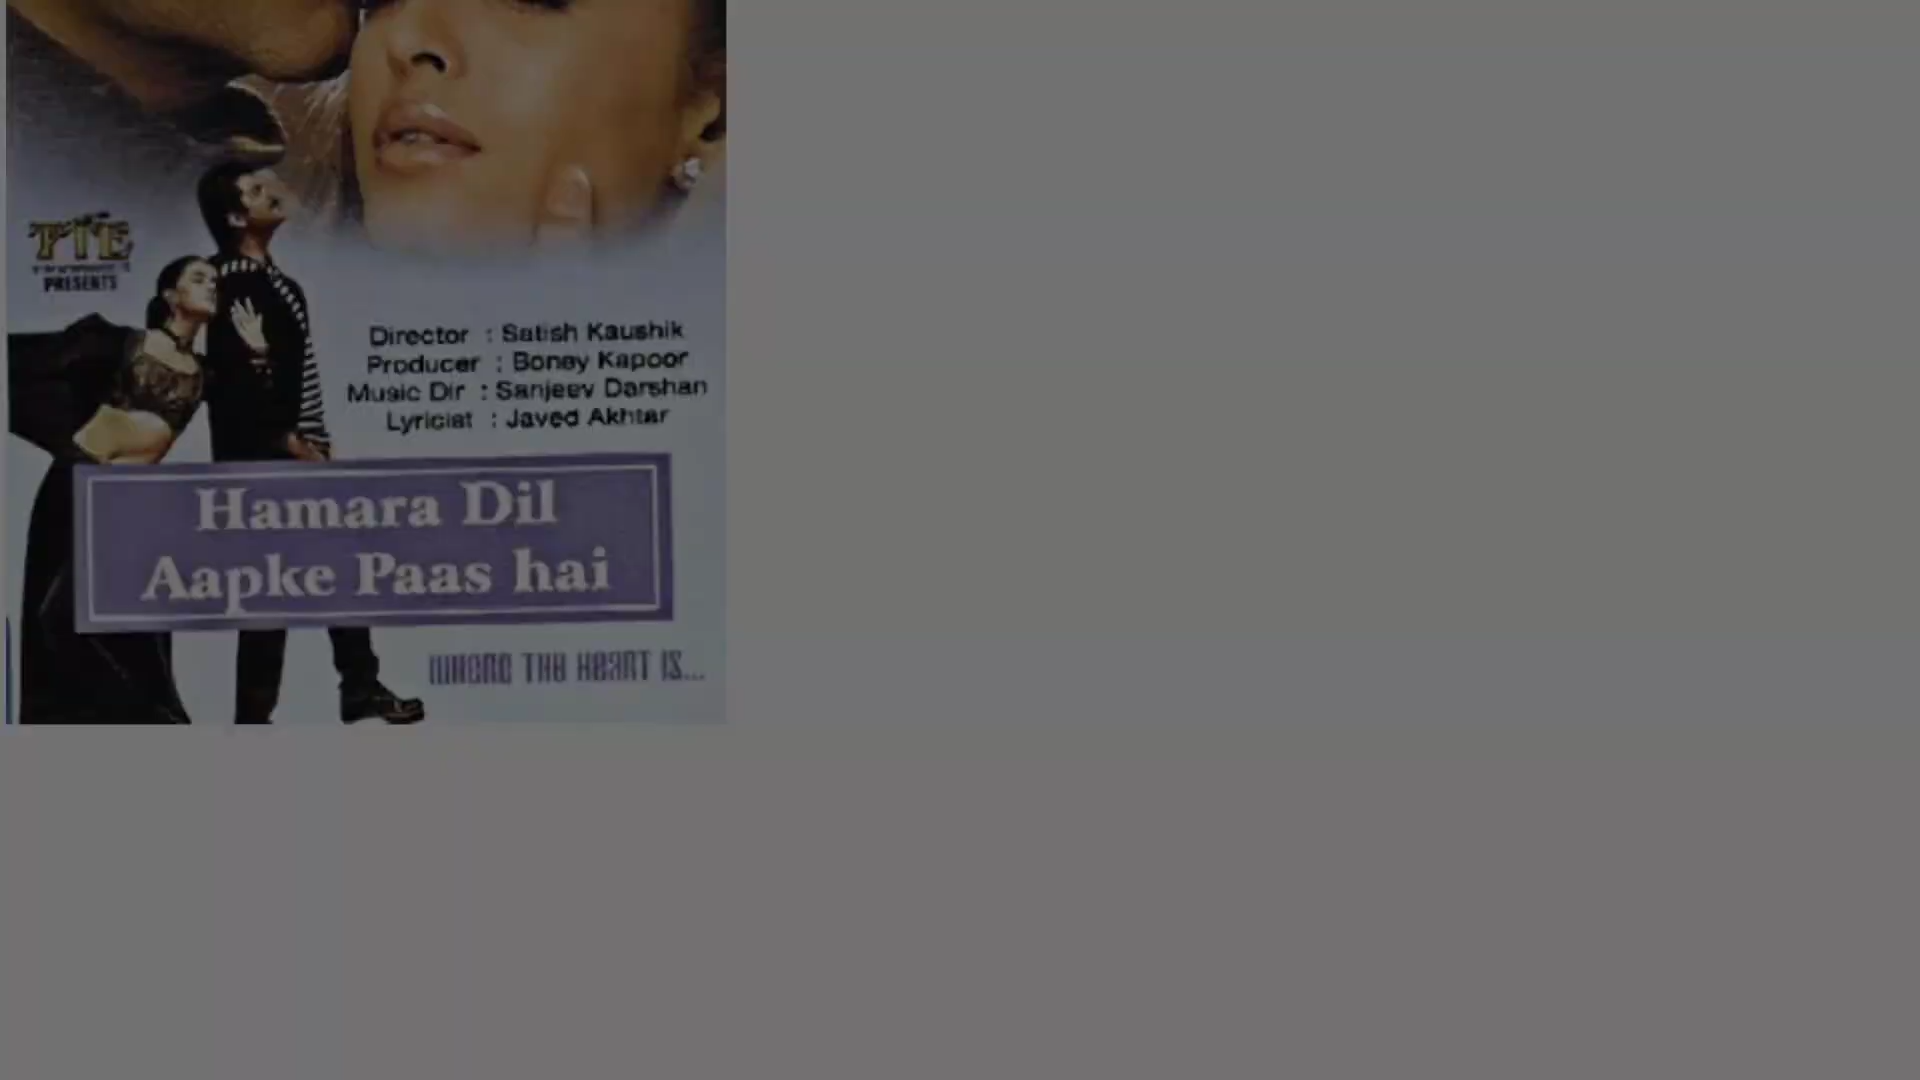 PRESENTS
Director : Satish Kaushik
Producer : Boney Kapoor
Music Dir : Sanjeev Darshan
Lyricist : Javed Akhtar
Hamara Dil
Aapke Paas hai
WHERE THE HEART IS...